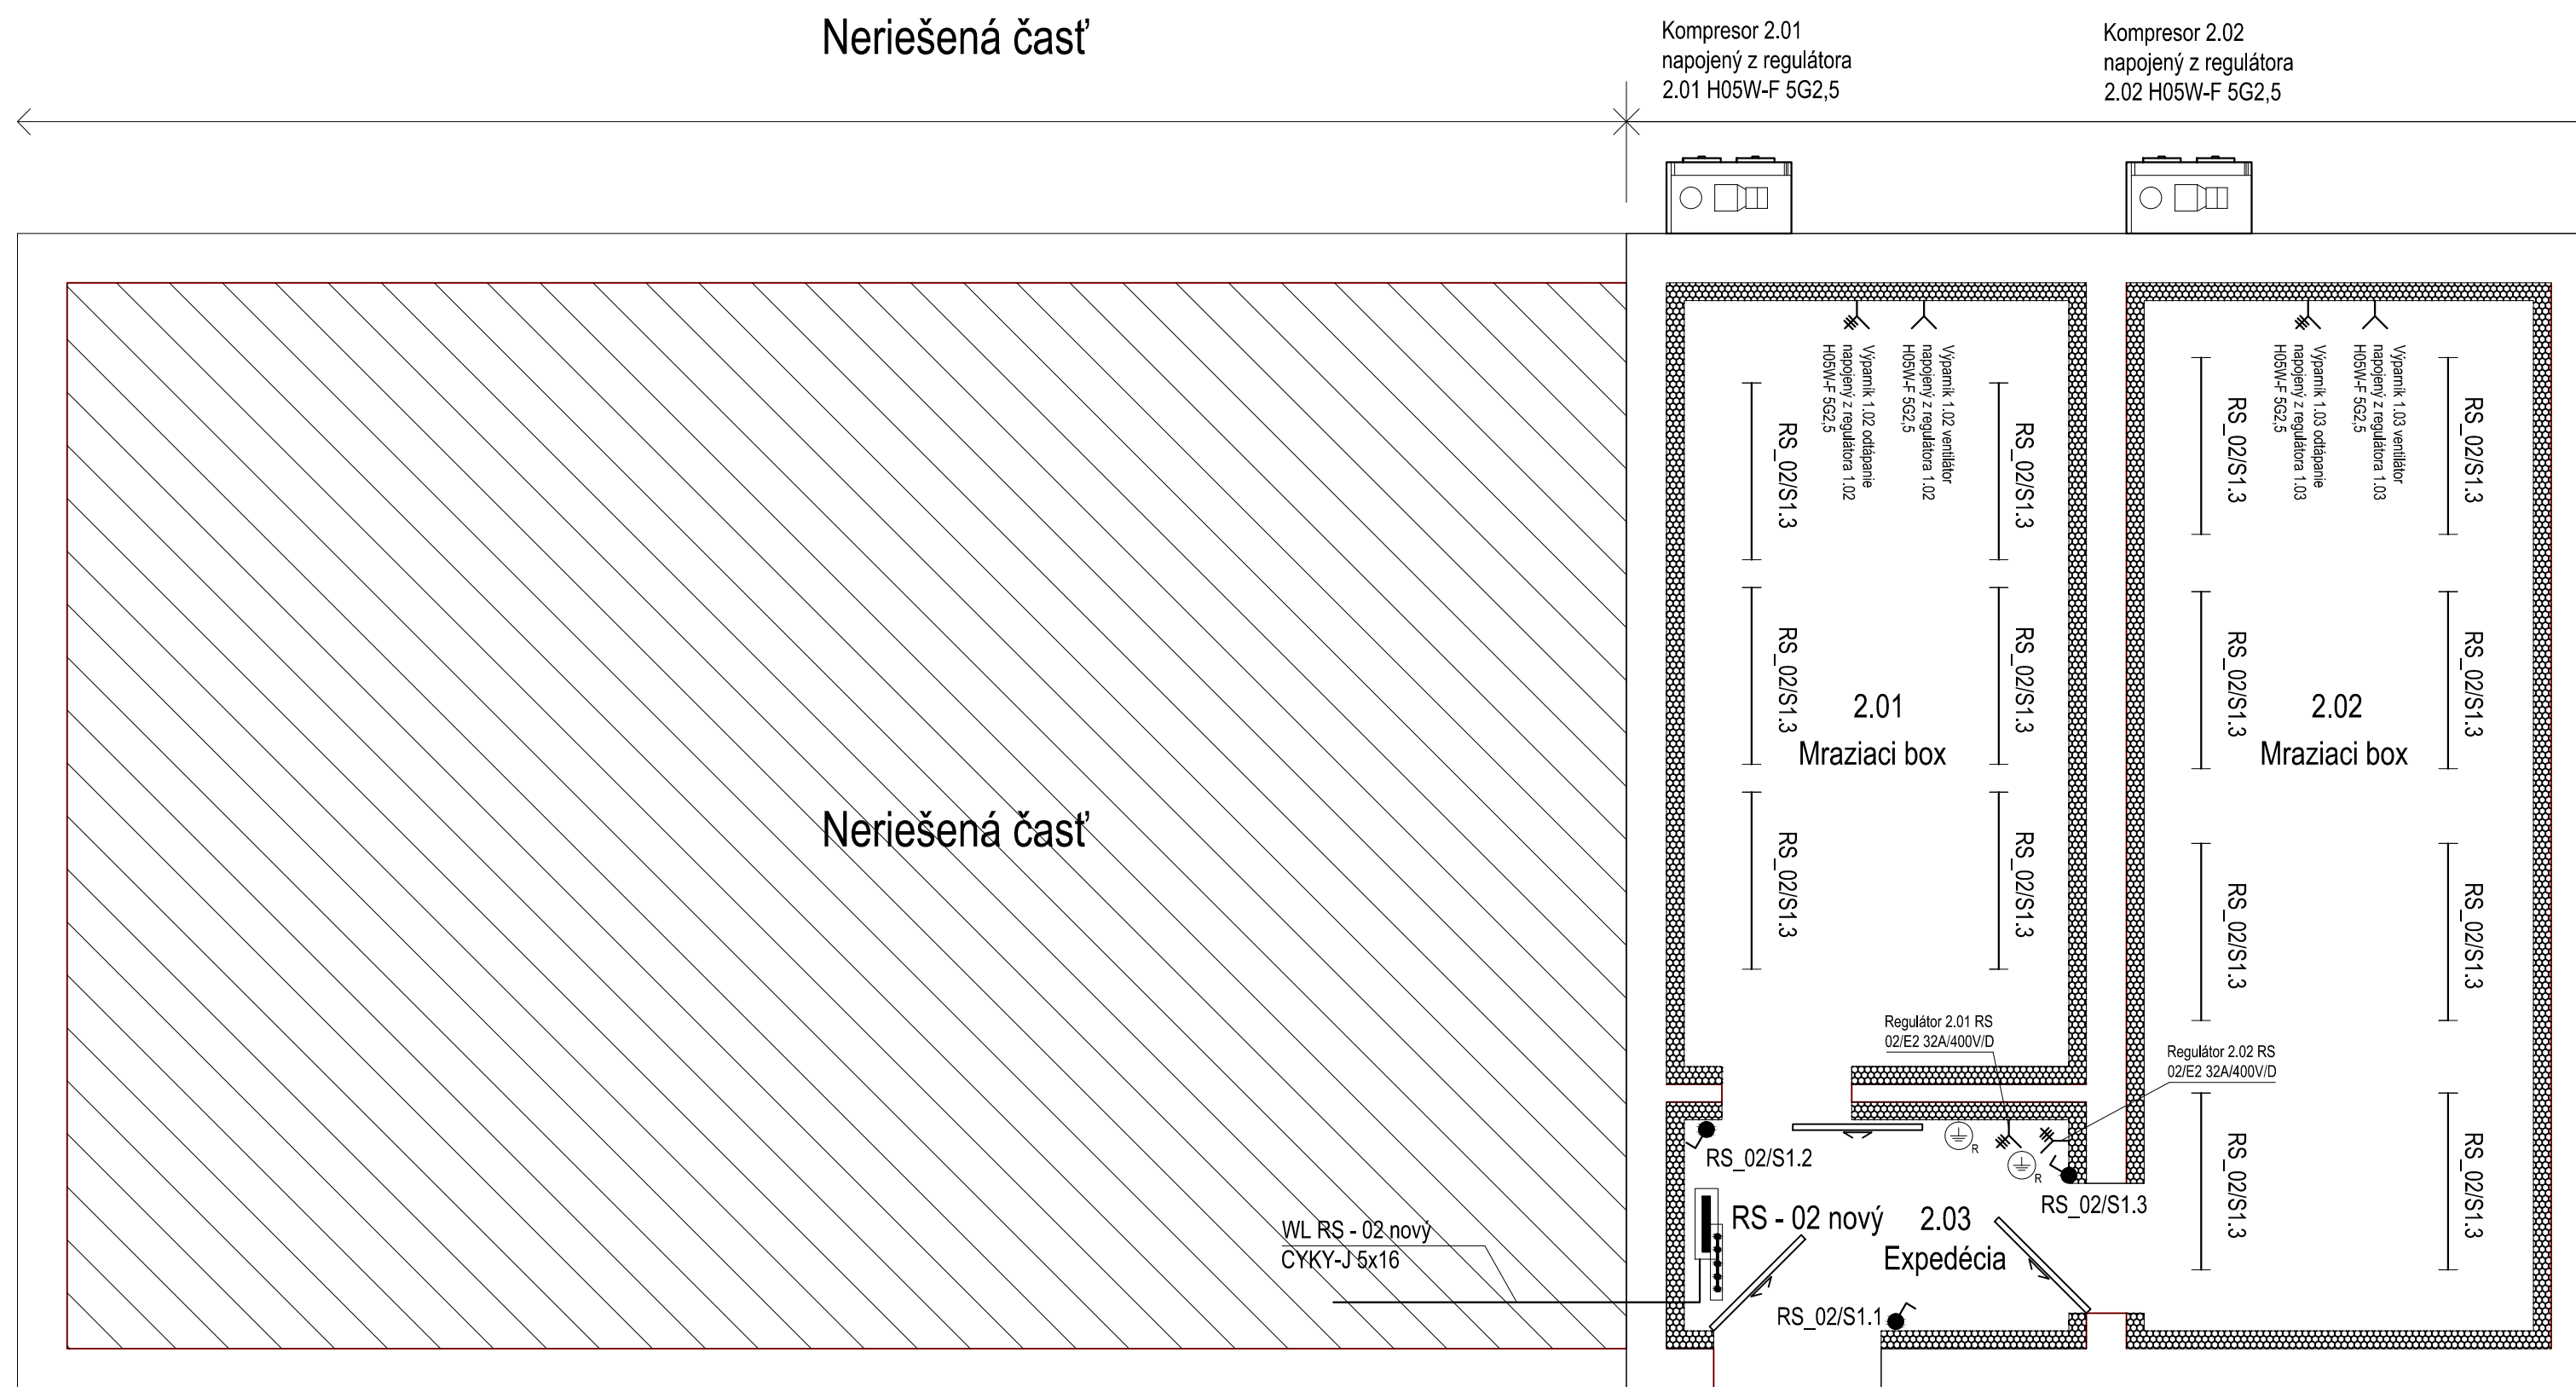 Neriešená časť
Kompresor 2.01
napojený z regulátora
2.01 H05W-F 5G2,5
Kompresor 2.02
napojený z regulátora
2.02 H05W-F 5G2,5
Výparník 1.02 odtápanie
napojený z regulátora 1.02
H05W-F 5G2,5
Výparník 1.02 ventilátor
napojený z regulátora 1.02
H05W-F 5G2,5
Výparník 1.03 odtápanie
napojený z regulátora 1.03
H05W-F 5G2,5
Výparník 1.03 ventilátor
napojený z regulátora 1.03
H05W-F 5G2,5
RS_02/S1.3
RS_02/S1.3
RS_02/S1.3
RS_02/S1.3
RS_02/S1.3
RS_02/S1.3
RS_02/S1.3
RS_02/S1.3
2.01
Mraziaci box
2.02
Mraziaci box
Neriešená časť
RS_02/S1.3
RS_02/S1.3
RS_02/S1.3
RS_02/S1.3
Regulátor 2.01 RS
02/E2 32A/400V/D
Regulátor 2.02 RS
02/E2 32A/400V/D
RS_02/S1.3
RS_02/S1.3
R
R
RS_02/S1.2
RS_02/S1.3
RS - 02 nový
2.03
Expedécia
WL RS - 02 nový
CYKY-J 5x16
RS_02/S1.1